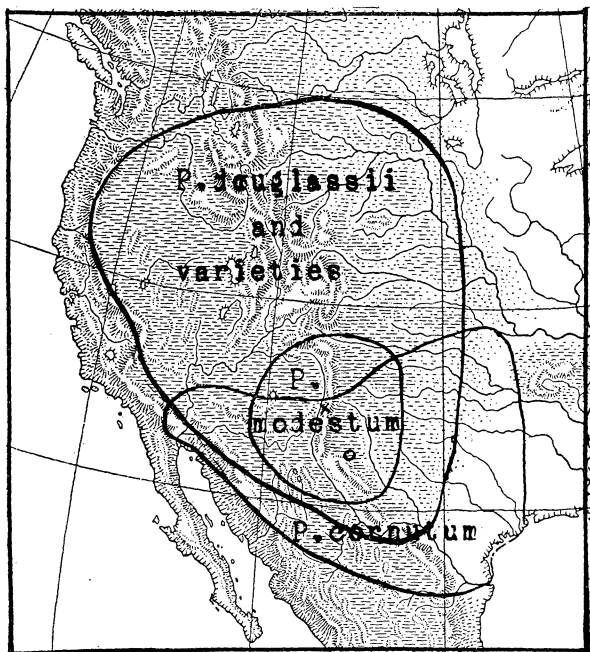 P. douglassii
and
varieties
P.
modestum
P. cornutum